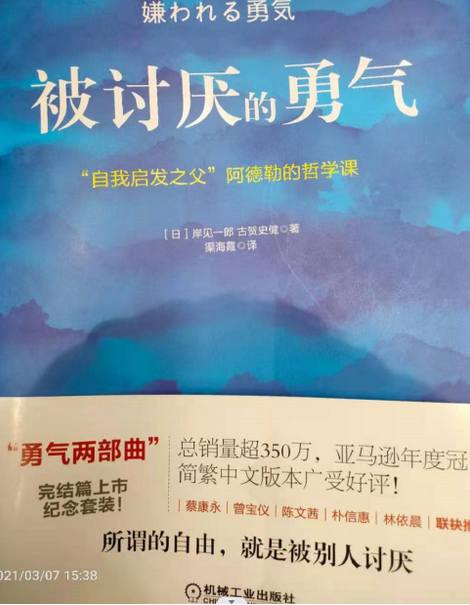 嫌われる勇気
被讨厌的勇气
“自我启发之父”阿德勒的哲学课
[日]岸见一郎 古贺史健◎著
渠海霞◎译
“勇气两部曲”
完结篇上市
纪念套装！
总销量超350万，亚马逊年度冠
简繁中文版本广受好评！
|蔡康永|曾宝仪|陈文茜|朴信惠|林依晨|联袂推
所谓的自由，就是被别人讨厌
021/03/07 15:38
机械工业出版社